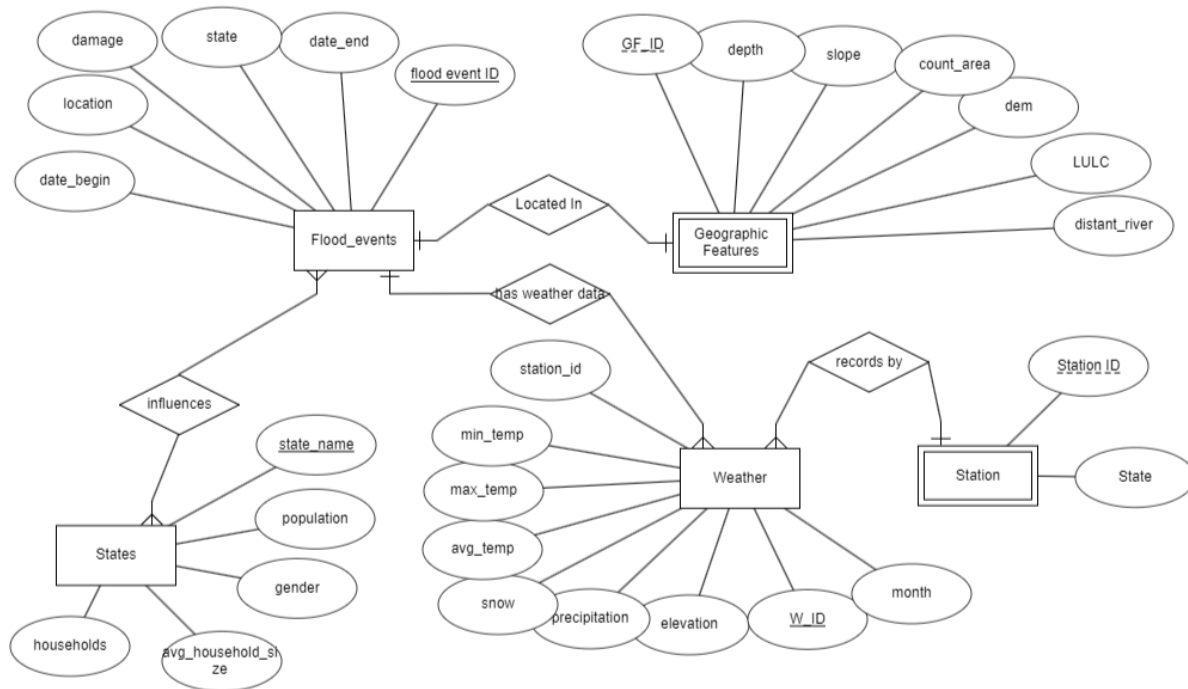 damage
state
date_end
flood event ID
location
date_begin
GF_ID
depth
slope
count_area
dem
LULC
distant_river
Flood_events
Located In
Geographic
Features
has weather data
records by
Station ID
station_id
influences
min_temp
Weather
Station
State
max_temp
state_name
avg_temp
population
States
gender
snow
precipitation
elevation
W_ID
month
households
avg_household_si
ze